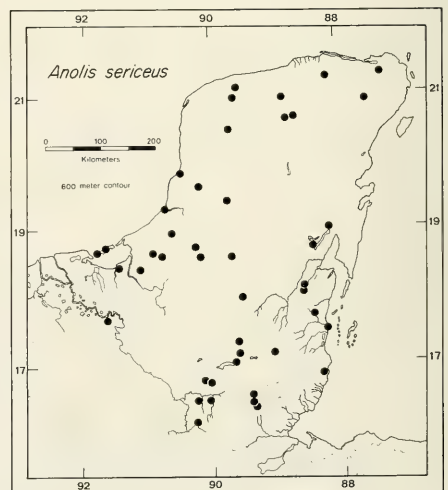 92 90 88
Anolis sericeus
21 21
0 100 200
Kilometers
600 meter contour
19 19
17 17
92 90 88